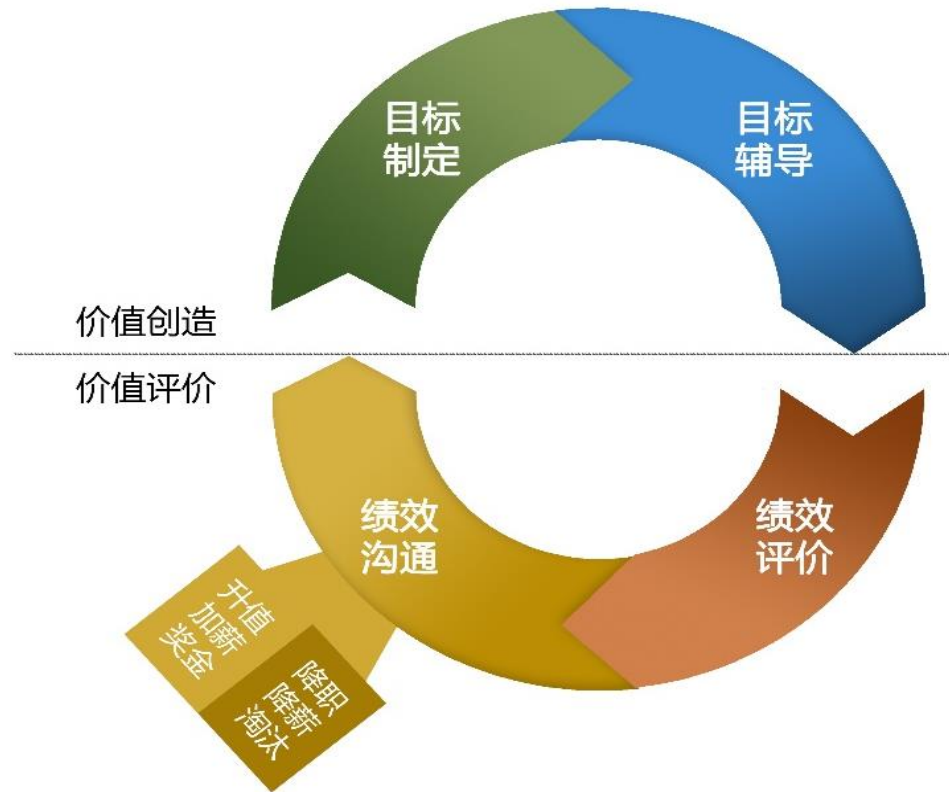 目标
制定
目标
辅导
价值创造
价值评价
绩效
沟通
绩效
评价
升值
加薪
奖金
降职
降薪
淘汰